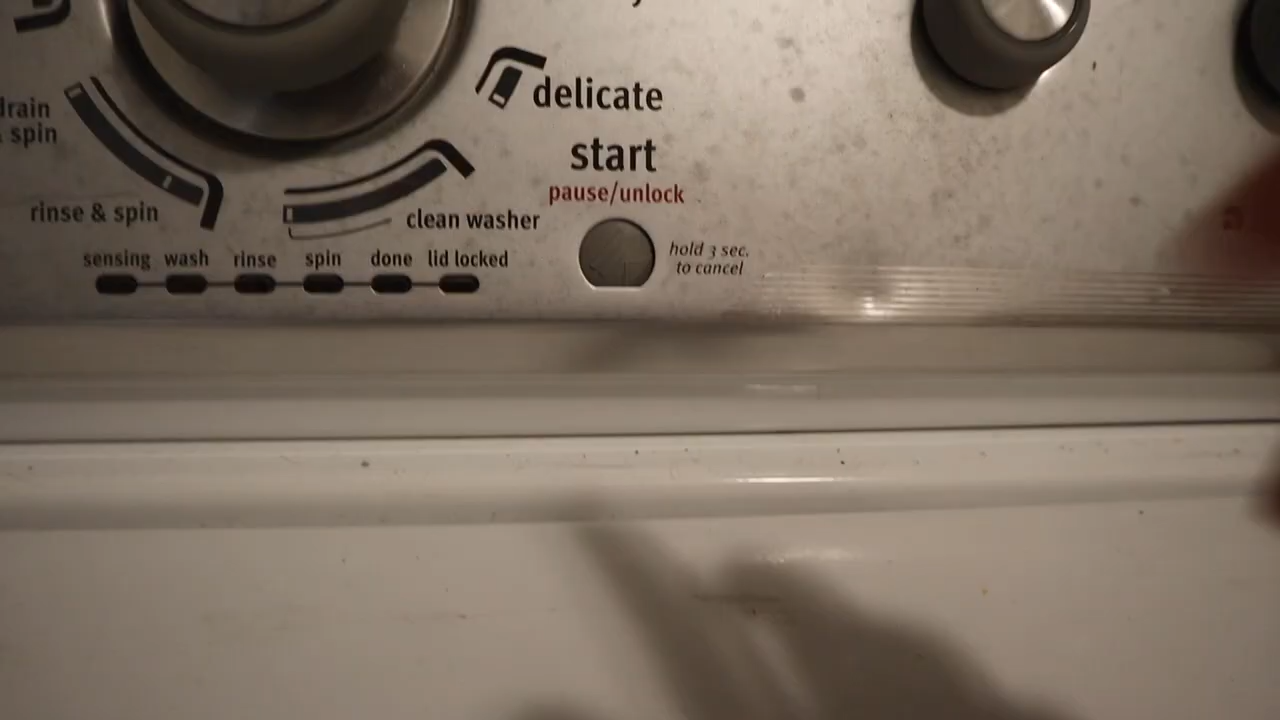 delicate
drain
& spin
start
pause/unlock
rinse & spin
clean washer
sensing wash rinse spin done lid locked
hold 3 sec.
to cancel